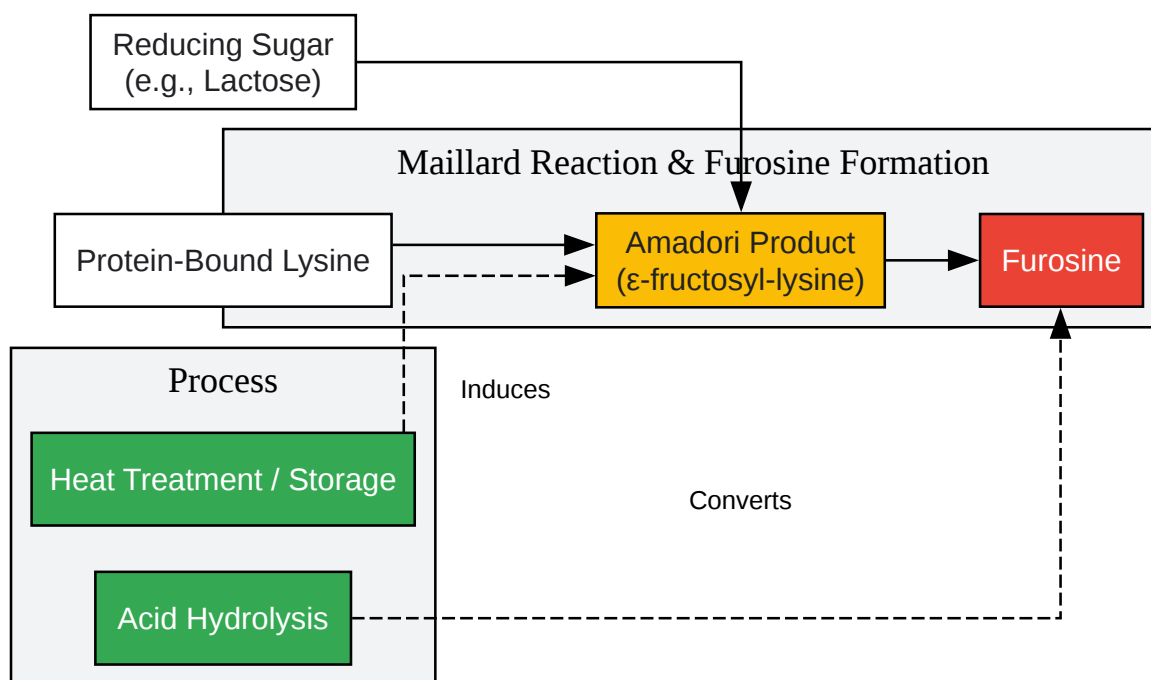 Reducing Sugar
(e.g., Lactose)
Maillard Reaction & Furosine Formation
Protein-Bound Lysine
Amadori Product
(ε-fructosyl-lysine)
Furosine
Process
Induces
Heat Treatment / Storage
Converts
Acid Hydrolysis